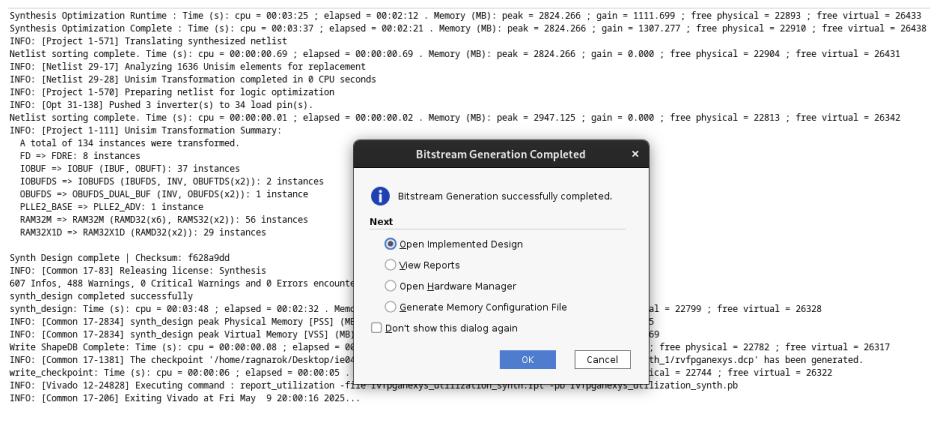 Synthesis Optimization Runtime : Time (s): cpu = 00:03:25 ; elapsed = 00:02:12 . Memory (MB): peak = 2824.266 ; gain = 1111.699 ; free physical = 22893 ; free virtual = 26433
Synthesis Optimization Complete : Time (s): cpu = 00:03:37 ; elapsed = 00:02:21 . Memory (MB): peak = 2824.266 ; gain = 1307.277 ; free physical = 22910 ; free virtual = 26438
INFO: [Project 1-571] Translating synthesized netlist
Netlist sorting complete. Time (s): cpu = 00:00:00.69 ; elapsed = 00:00:00.69 . Memory (MB): peak = 2824.266 ; gain = 0.000 ; free physical = 22904 ; free virtual = 26431
INFO: [Netlist 29-17] Analyzing 1636 Unisim elements for replacement
INFO: [Netlist 29-28] Unisim Transformation completed in 0 CPU seconds
INFO: [Project 1-570] Preparing netlist for logic optimization
INFO: [Opt 31-138] Pushed 3 inverter(s) to 34 load pin(s).
Netlist sorting complete. Time (s): cpu = 00:00:00.01 ; elapsed = 00:00:00.02 . Memory (MB): peak = 2947.125 ; gain = 0.000 ; free physical = 22813 ; free virtual = 26342
INFO: [Project 1-111] Unisim Transformation Summary:
A total of 134 instances were transformed.
FD => FDRE: 8 instances
IOBUF => IOBUF (IBUF, OBUFT): 37 instances
IOBUFDS => IOBUFDS (IBUFDS, INV, OBUFTDS(x2)): 2 instances
OBUFDS => OBUFDS_DUAL_BUF (INV, OBUFDS(x2)): 1 instance
PLLE2_BASE => PLLE2_ADV: 1 instance
RAM32M => RAM32M (RAMD32(x6), RAMS32(x2)): 56 instances
RAM32X1D => RAM32X1D (RAMD32(x2)): 29 instances
Synth Design complete | Checksum: f628a9dd
INFO: [Common 17-83] Releasing license: Synthesis
607 Infos, 488 Warnings, 0 Critical Warnings and 0 Errors encounte
synth_design completed successfully
synth_design: Time (s): cpu = 00:03:48 ; elapsed = 00:02:32 . Memo al = 22799 ; free virtual = 26328
INFO: [Common 17-2834] synth_design peak Physical Memory [PSS] (MB 5
INFO: [Common 17-2834] synth_design peak Virtual Memory [VSS] (MB) 69
Write ShapeDB Complete: Time (s): cpu = 00:00:00.08 ; elapsed = 00 ; free physical = 22782 ; free virtual = 26317
INFO: [Common 17-1381] The checkpoint '/home/ragnarok/Desktop/ie04 th_1/rvfpganexys.dcp' has been generated.
write_checkpoint: Time (s): cpu = 00:00:06 ; elapsed = 00:00:05 . ical = 22744 ; free virtual = 26322
INFO: [Vivado 12-24828] Executing command : report_utilization -file rvfpganexys_utilization_synth.rpt -pb rvfpganexys_utilization_synth.pb
INFO: [Common 17-206] Exiting Vivado at Fri May  9 20:00:16 2025...
Bitstream Generation Completed
Bitstream Generation successfully completed.
Next
Open Implemented Design
View Reports
Open Hardware Manager
Generate Memory Configuration File
Don't show this dialog again
OK
Cancel